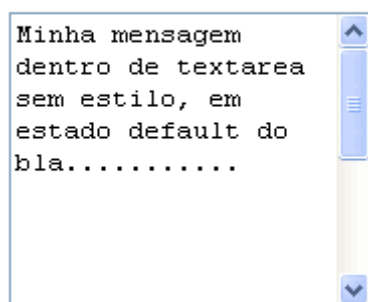 Minha mensagem
dentro de textarea
sem estilo, em
estado default do
bla...........